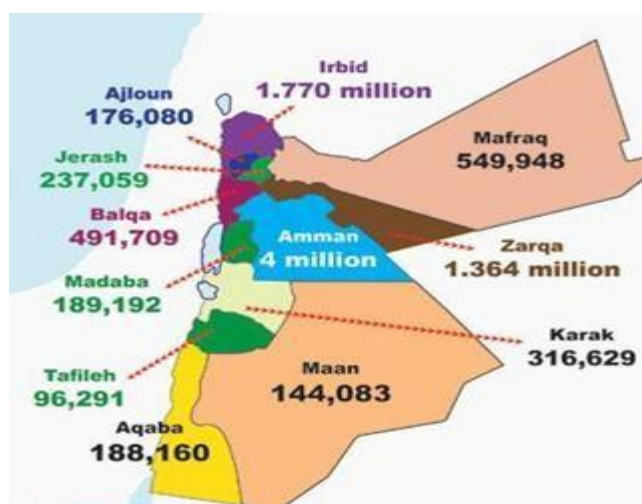 Irbid
1.770 million
Ajloun
176,080
Mafraq
549,948
Jerash
237,059
Balqa
491,709
Amman
4 million
Zarqa
1.364 million
Madaba
189,192
Karak
316,629
Maan
144,083
Tafileh
96,291
Aqaba
188,160